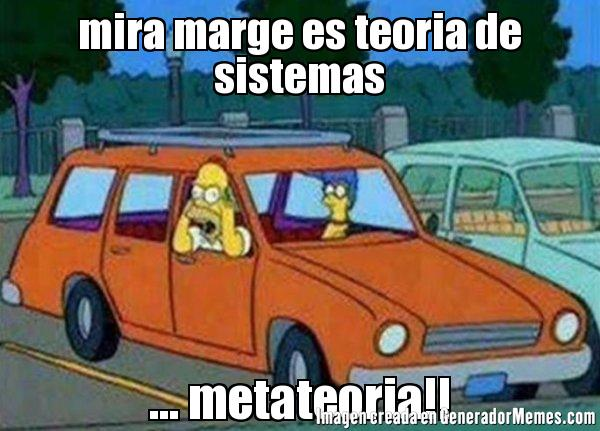 mira marge es teoria de
sistemas
... metateoria!!
Imagen creada en GeneradorMemes.com